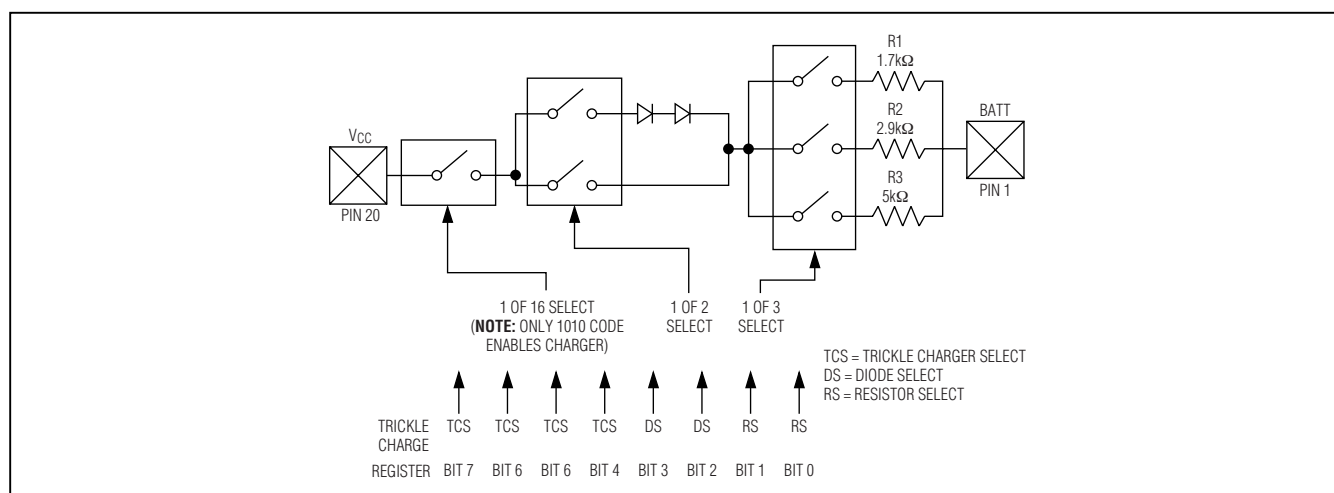 R1
1.7kΩ
R2
2.9kΩ
R3
5kΩ
BATT
PIN 1
VCC
PIN 20
1 OF 16 SELECT
(NOTE: ONLY 1010 CODE
ENABLES CHARGER)
1 OF 2
SELECT
1 OF 3
SELECT
TCS = TRICKLE CHARGER SELECT
DS = DIODE SELECT
RS = RESISTOR SELECT
TRICKLE
CHARGE
REGISTER
TCS TCS TCS TCS DS DS RS RS
BIT 7 BIT 6 BIT 6 BIT 4 BIT 3 BIT 2 BIT 1 BIT 0